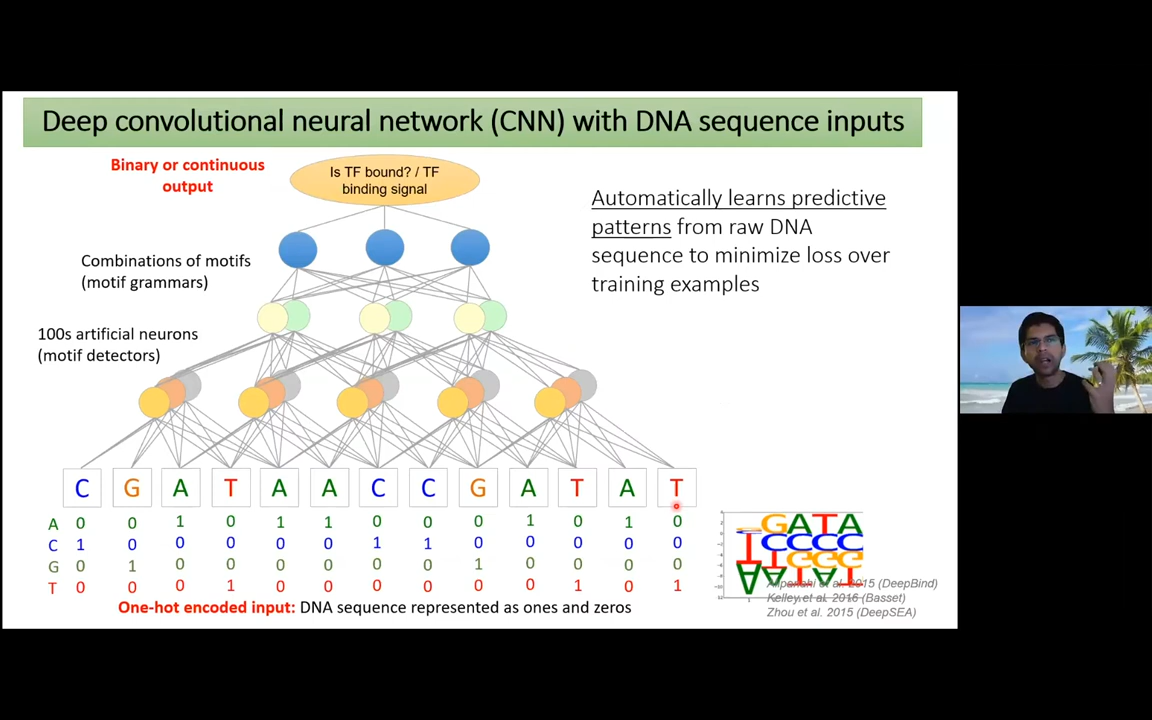 Deep convolutional neural network (CNN) with DNA sequence inputs
Binary or continuous
output
Is TF bound? / TF
binding signal
Automatically learns predictive
patterns from raw DNA
sequence to minimize loss over
training examples
Combinations of motifs
(motif grammars)
100s artificial neurons
(motif detectors)
C G A T A A C C G A T A T
A 0 0 1 0 1 1 0 0 0 1 0 1 0
C 1 0 0 0 0 0 1 1 0 0 0 0 0
G 0 1 0 0 0 0 0 0 1 0 0 0 0
T 0 0 0 1 0 0 0 0 0 0 1 0 1
One-hot encoded input: DNA sequence represented as ones and zeros
GATA
TCCCC
Alipanahi et al. 2015 (DeepBind)
Kelley et al. 2016 (Basset)
Zhou et al. 2015 (DeepSEA)